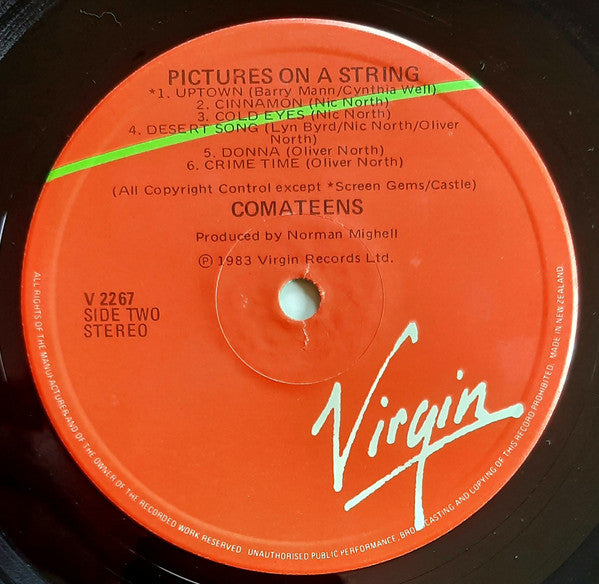 PICTURES ON A STRING
*1. UPTOWN (Barry Mann/Cynthia Well)
2. CINNAMON (Nic North)
3. COLD EYES (Nic North)
4. DESERT SONG (Lyn Byrd/Nic North/Oliver
North)
5. DONNA (Oliver North)
6. CRIME TIME (Oliver North)
(All Copyright Control except *Screen Gems/Castle)
COMATEENS
Produced by Norman Mighell
Ⓟ 1983 Virgin Records Ltd.
V 2267
SIDE TWO
STEREO
Virgin
ALL RIGHTS OF THE MANUFACTURER AND OF THE OWNER OF THE RECORDED WORK RESERVED. UNAUTHORISED PUBLIC PERFORMANCE, BROADCASTING AND COPYING OF THIS RECORD PROHIBITED. MADE IN NEW ZEALAND.